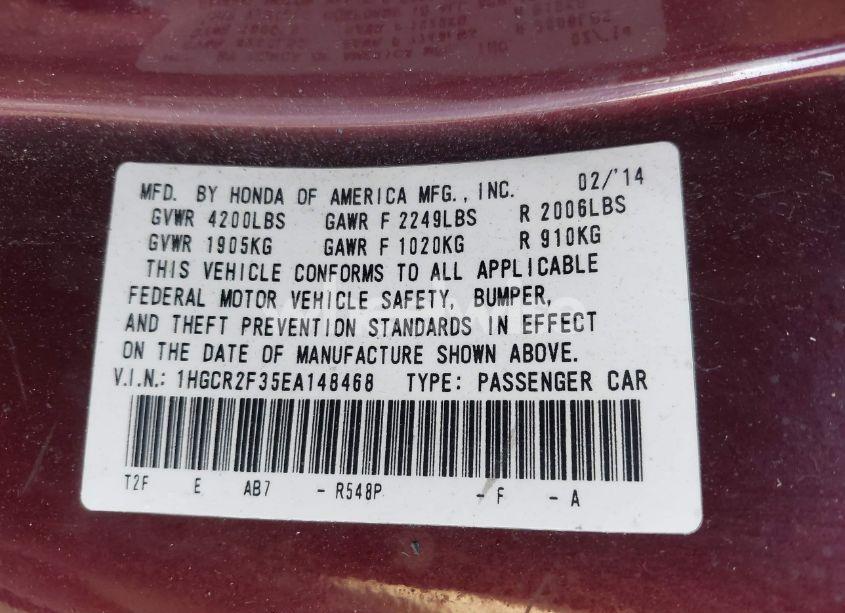 MFD. BY HONDA OF AMERICA MFG., INC. 02/'14
GVWR 4200LBS GAWR F 2249LBS R 2006LBS
GVWR 1905KG GAWR F 1020KG R 910KG
THIS VEHICLE CONFORMS TO ALL APPLICABLE
FEDERAL MOTOR VEHICLE SAFETY, BUMPER,
AND THEFT PREVENTION STANDARDS IN EFFECT
ON THE DATE OF MANUFACTURE SHOWN ABOVE.
V.I.N.: 1HGCR2F35EA148468 TYPE: PASSENGER CAR
T2F E AB7 - R548P - F - A